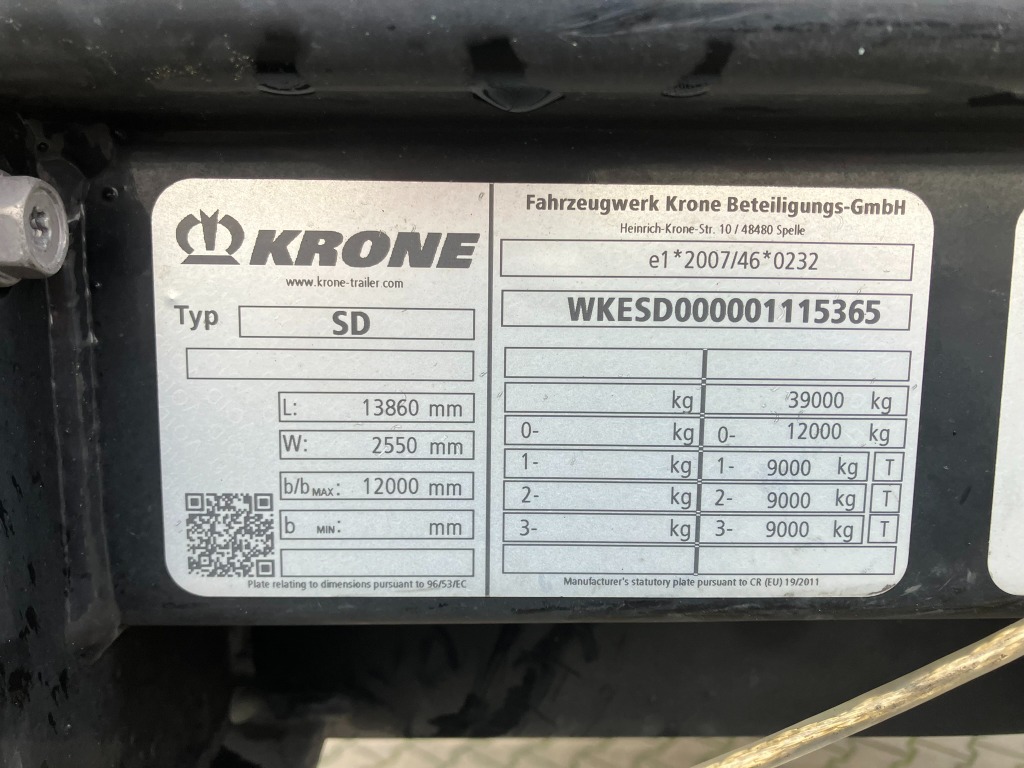 KRONE
www.krone-trailer.com
Typ SD
L: 13860 mm
W: 2550 mm
b/b MAX: 12000 mm
b MIN: mm
Plate relating to dimensions pursuant to 96/53/EC
Fahrzeugwerk Krone Beteiligungs-GmbH
Heinrich-Krone-Str. 10 / 48480 Spelle
e1*2007/46*0232
WKESD000001115365
kg 39000 kg
0- kg 0- 12000 kg
1- kg 1- 9000 kg T
2- kg 2- 9000 kg T
3- kg 3- 9000 kg T
Manufacturer's statutory plate pursuant to CR (EU) 19/2011